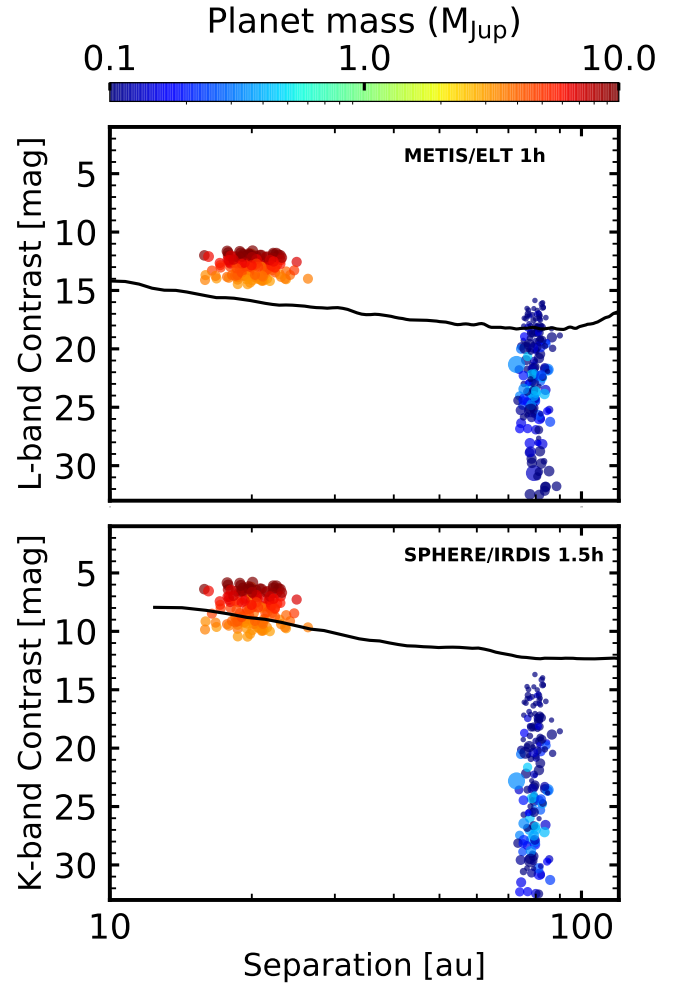 Planet mass (M_Jup)
0.1 1.0 10.0
METIS/ELT 1h
L-band Contrast [mag]
5
10
15
20
25
30
SPHERE/IRDIS 1.5h
K-band Contrast [mag]
5
10
15
20
25
30
10 100
Separation [au]